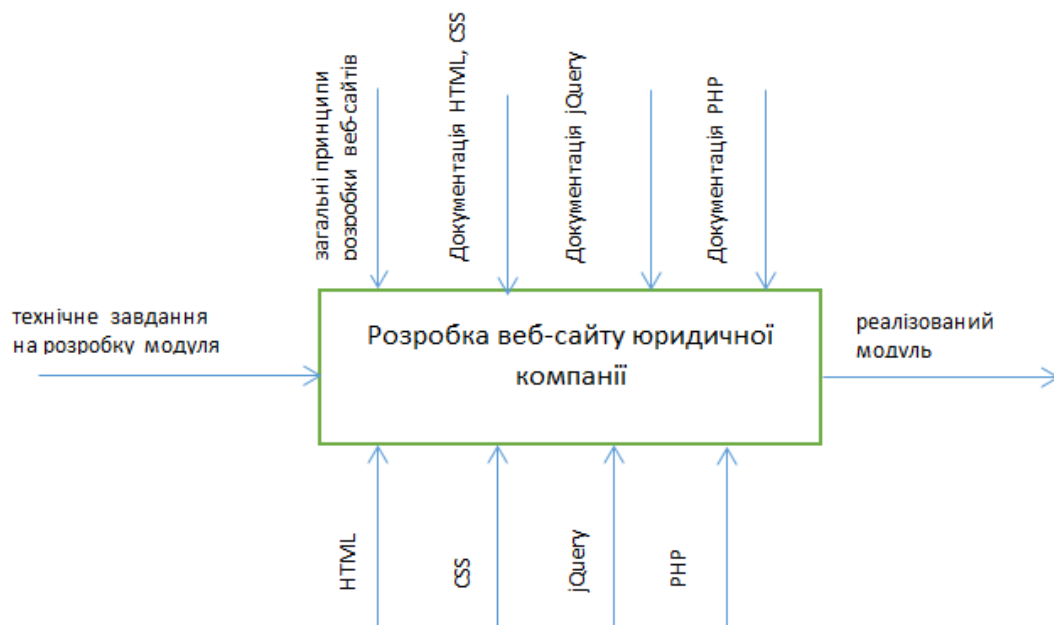 загальні принципи
розробки веб-сайтів
Документація HTML, CSS
Документація jQuery
Документація PHP
технічне завдання
на розробку модуля
Розробка веб-сайту юридичної
компанії
реалізований
модуль
HTML
CSS
jQuery
PHP